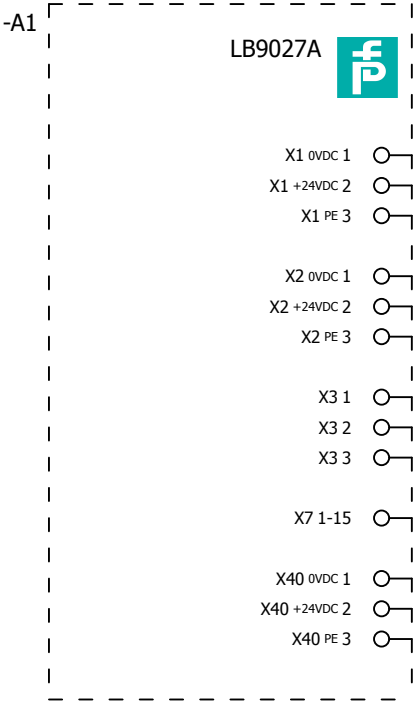 -A1
LB9027A
X1 0VDC 1
X1 +24VDC 2
X1 PE 3
X2 0VDC 1
X2 +24VDC 2
X2 PE 3
X3 1
X3 2
X3 3
X7 1-15
X40 0VDC 1
X40 +24VDC 2
X40 PE 3